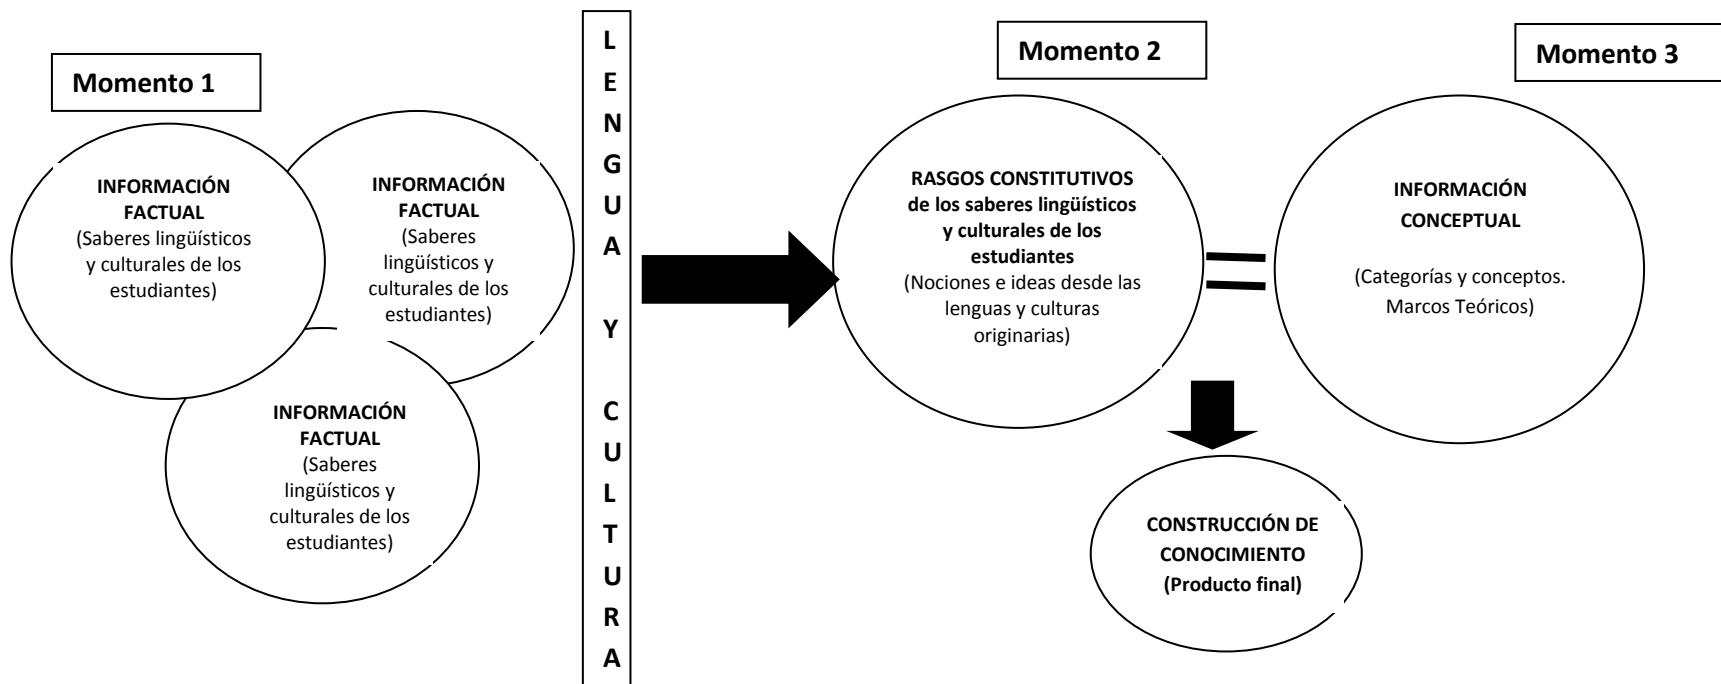 Momento 1
INFORMACIÓN
FACTUAL
(Saberes lingüísticos
y culturales de los
estudiantes)
INFORMACIÓN
FACTUAL
(Saberes
lingüísticos y
culturales de los
estudiantes)
INFORMACIÓN
FACTUAL
(Saberes
lingüísticos y
culturales de los
estudiantes)
L
E
N
G
U
A
Y
C
U
L
T
U
R
A
Momento 2
RASGOS CONSTITUTIVOS
de los saberes lingüísticos
y culturales de los
estudiantes
(Nociones e ideas desde las
lenguas y culturas
originarias)
Momento 3
INFORMACIÓN
CONCEPTUAL
(Categorías y conceptos.
Marcos Teóricos)
CONSTRUCCIÓN DE
CONOCIMIENTO
(Producto final)